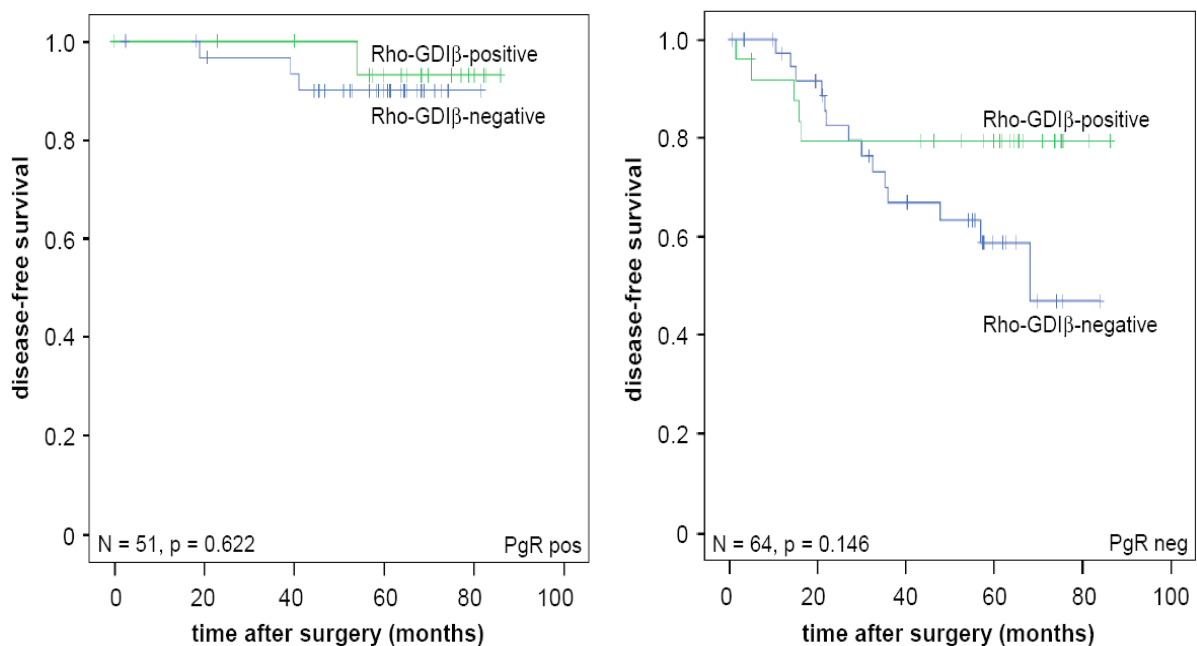 1.0
0.8
0.6
0.4
0.2
0
disease-free survival
Rho-GDIβ-positive
Rho-GDIβ-negative
N = 51, p = 0.622
PgR pos
0 20 40 60 80 100
time after surgery (months)
1.0
0.8
0.6
0.4
0.2
0
disease-free survival
Rho-GDIβ-positive
Rho-GDIβ-negative
N = 64, p = 0.146
PgR neg
0 20 40 60 80 100
time after surgery (months)